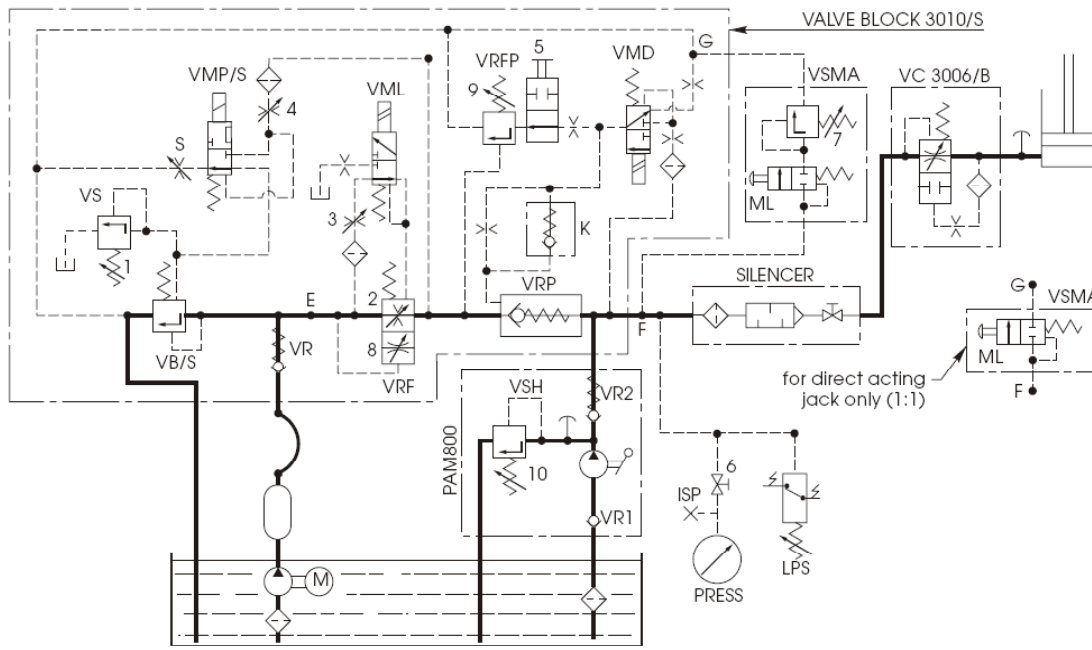 VALVE BLOCK 3010/S
G
5
VMD
VRFP
VMP/S
VML
9
VSMA
VC 3006/B
4
S
7
VS
3
ML
K
1
SILENCER
G
VRP
E
2
F
VSMA
VR
8
ML
VB/S
VRF
for direct acting
jack only (1:1)
F
VSH
VR2
PAM800
10
6
ISP
VR1
M
LPS
PRESS